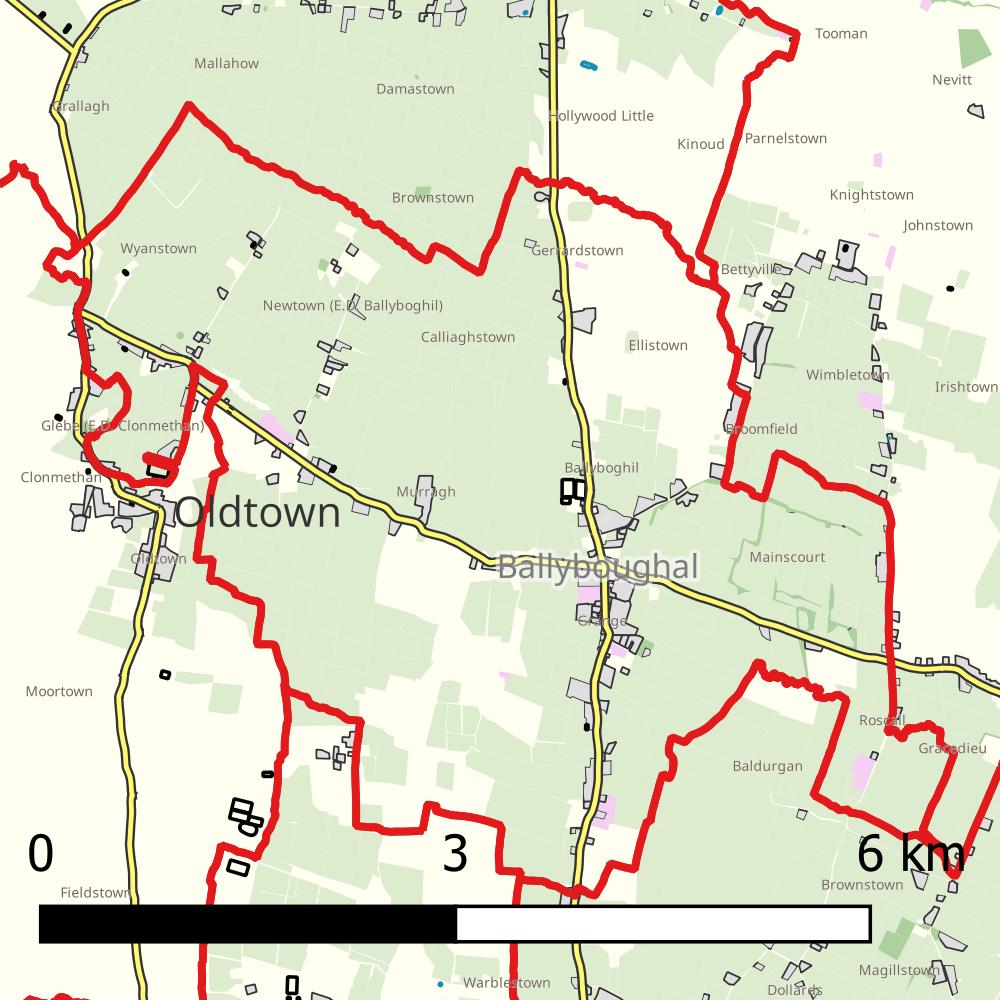 Tooman
Mallahow
Nevitt
Damastown
Grallagh
Hollywood Little
Parnelstown
Kinoud
Knightstown
Brownstown
Johnstown
Wyanstown
Gerrardstown
Bettyville
Newtown (E.D. Ballyboghil)
Calliaghstown
Ellistown
Wimbletown
Irishtown
Glebe (E.D. Clonmethan)
Broomfield
Ballyboghil
Clonmethan
Murragh
Oldtown
Oldtown
Mainscourt
Ballyboughal
Grange
Moortown
Roscall
Gracedieu
Baldurgan
0 3 6 km
Brownstown
Fieldstown
Magillstown
Warblestown
Dollards